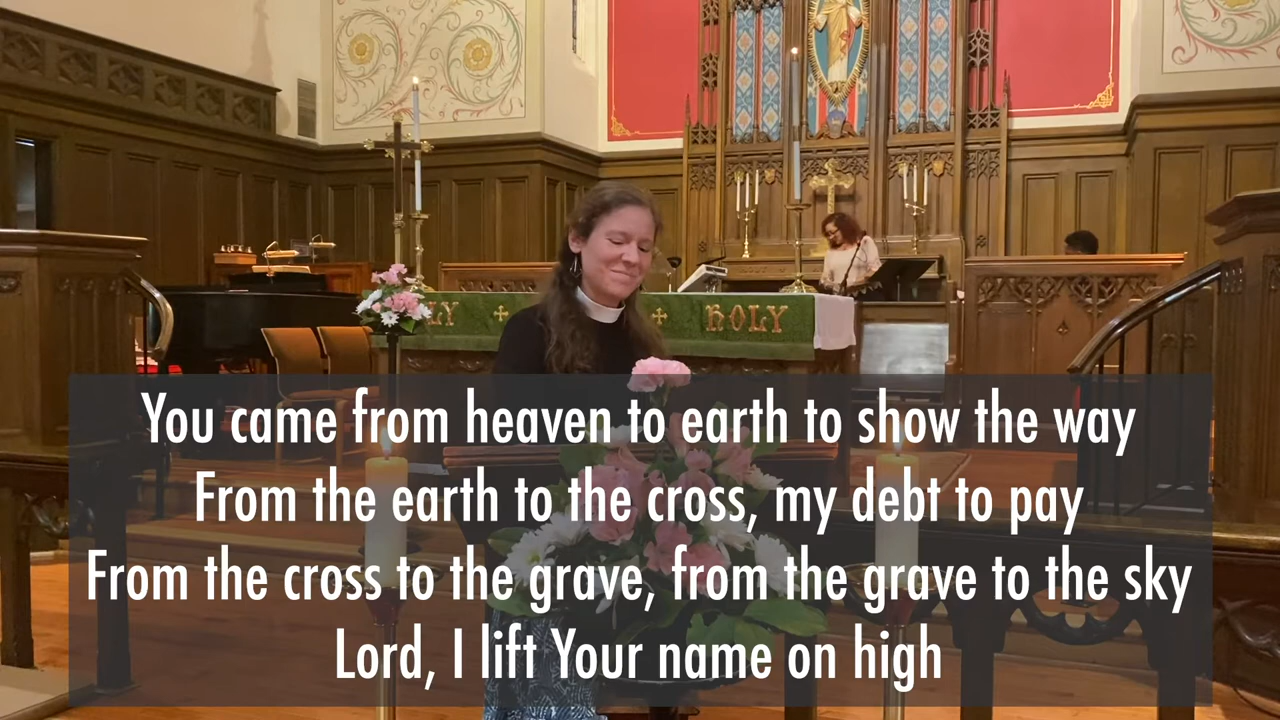 LY HOLY
You came from heaven to earth to show the way
From the earth to the cross, my debt to pay
From the cross to the grave, from the grave to the sky
Lord, I lift Your name on high